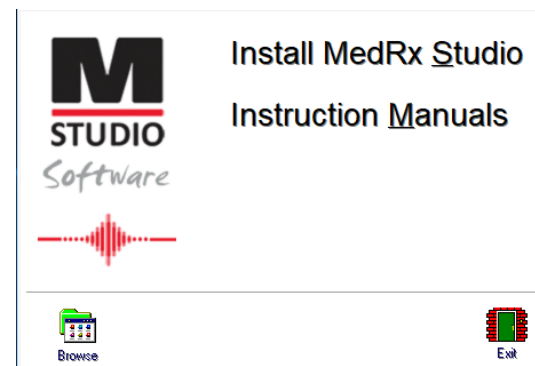 M
STUDIO
Software
Install MedRx Studio
Instruction Manuals
Browse
Exit